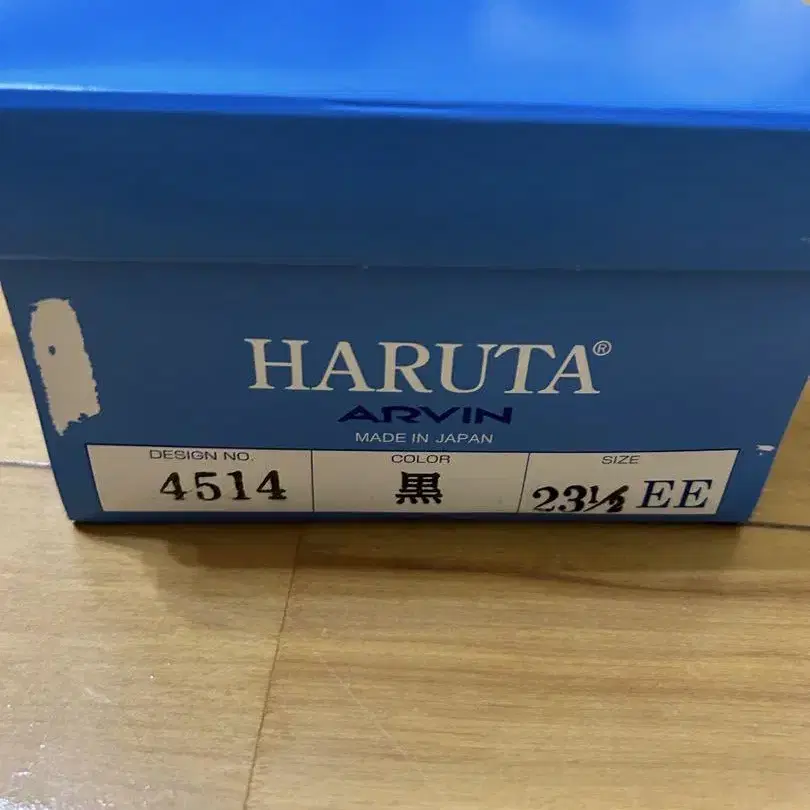 HARUTA®
ARVIN
MADE IN JAPAN
DESIGN NO. COLOR SIZE
4514 黒 23½ EE